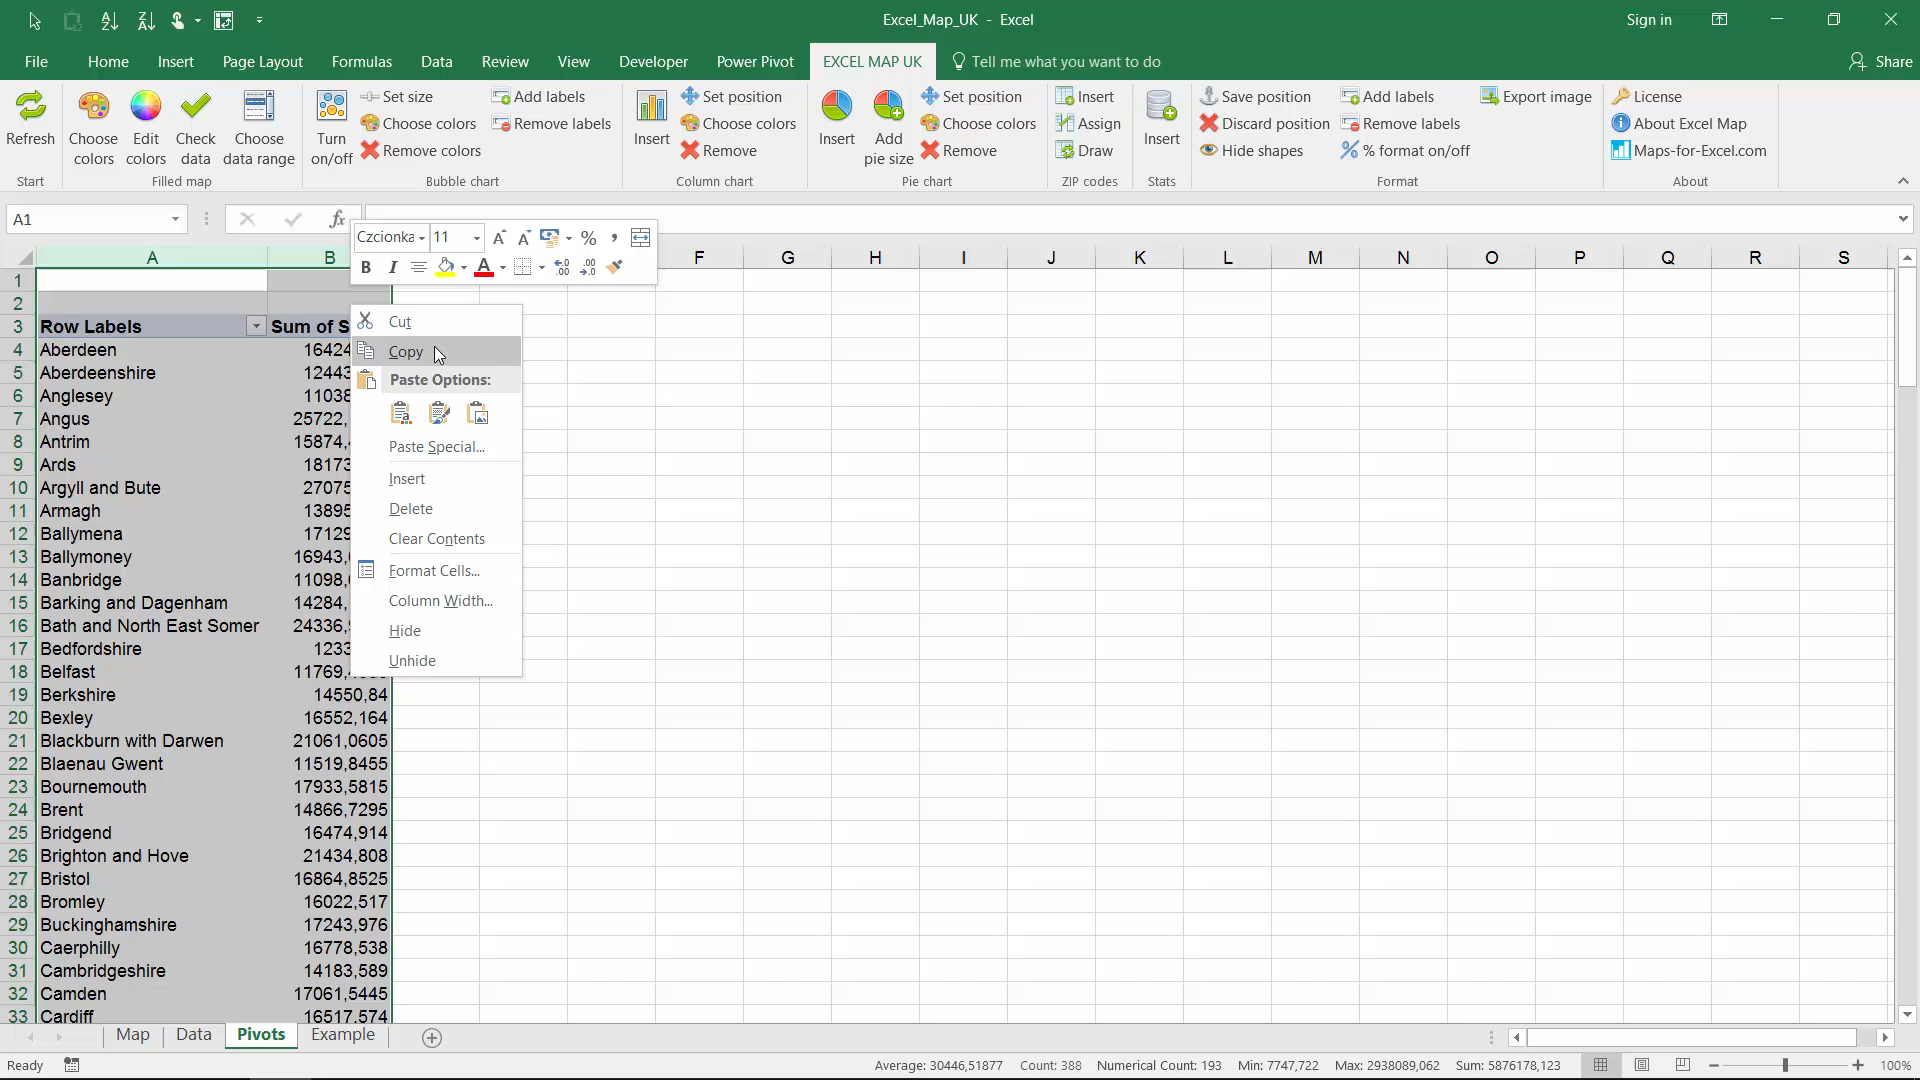 Excel_Map_UK - Excel
Sign in
File Home Insert Page Layout Formulas Data Review View Developer Power Pivot EXCEL MAP UK Tell me what you want to do Share
Refresh
Start
Choose colors
Edit colors
Check data
Choose data range
Filled map
Turn on/off
Set size
Choose colors
Remove colors
Add labels
Remove labels
Bubble chart
Insert
Set position
Choose colors
Remove
Column chart
Insert
Add pie size
Set position
Choose colors
Remove
Pie chart
Insert
Assign
Draw
ZIP codes
Insert
Stats
Save position
Discard position
Hide shapes
Add labels
Remove labels
% format on/off
Export image
Format
License
About Excel Map
Maps-for-Excel.com
About
A1
fx
Czcionka 11
%
B I A
A B F G H I J K L M N O P Q R S
1
2
3 Row Labels Sum of S
4 Aberdeen 16424
5 Aberdeenshire 12443
6 Anglesey 11038
7 Angus 25722,
8 Antrim 15874,
9 Ards 18173
10 Argyll and Bute 27075
11 Armagh 13895
12 Ballymena 17129
13 Ballymoney 16943,
14 Banbridge 11098,
15 Barking and Dagenham 14284,
16 Bath and North East Somer 24336,
17 Bedfordshire 1233
18 Belfast 11769,
19 Berkshire 14550,84
20 Bexley 16552,164
21 Blackburn with Darwen 21061,0605
22 Blaenau Gwent 11519,8455
23 Bournemouth 17933,5815
24 Brent 14866,7295
25 Bridgend 16474,914
26 Brighton and Hove 21434,808
27 Bristol 16864,8525
28 Bromley 16022,517
29 Buckinghamshire 17243,976
30 Caerphilly 16778,538
31 Cambridgeshire 14183,589
32 Camden 17061,5445
33 Cardiff 16517,574
Cut
Copy
Paste Options:
Paste Special...
Insert
Delete
Clear Contents
Format Cells...
Column Width...
Hide
Unhide
Map Data Pivots Example
Ready
Average: 30446,51877 Count: 388 Numerical Count: 193 Min: 7747,722 Max: 2938089,062 Sum: 5876178,123
100%